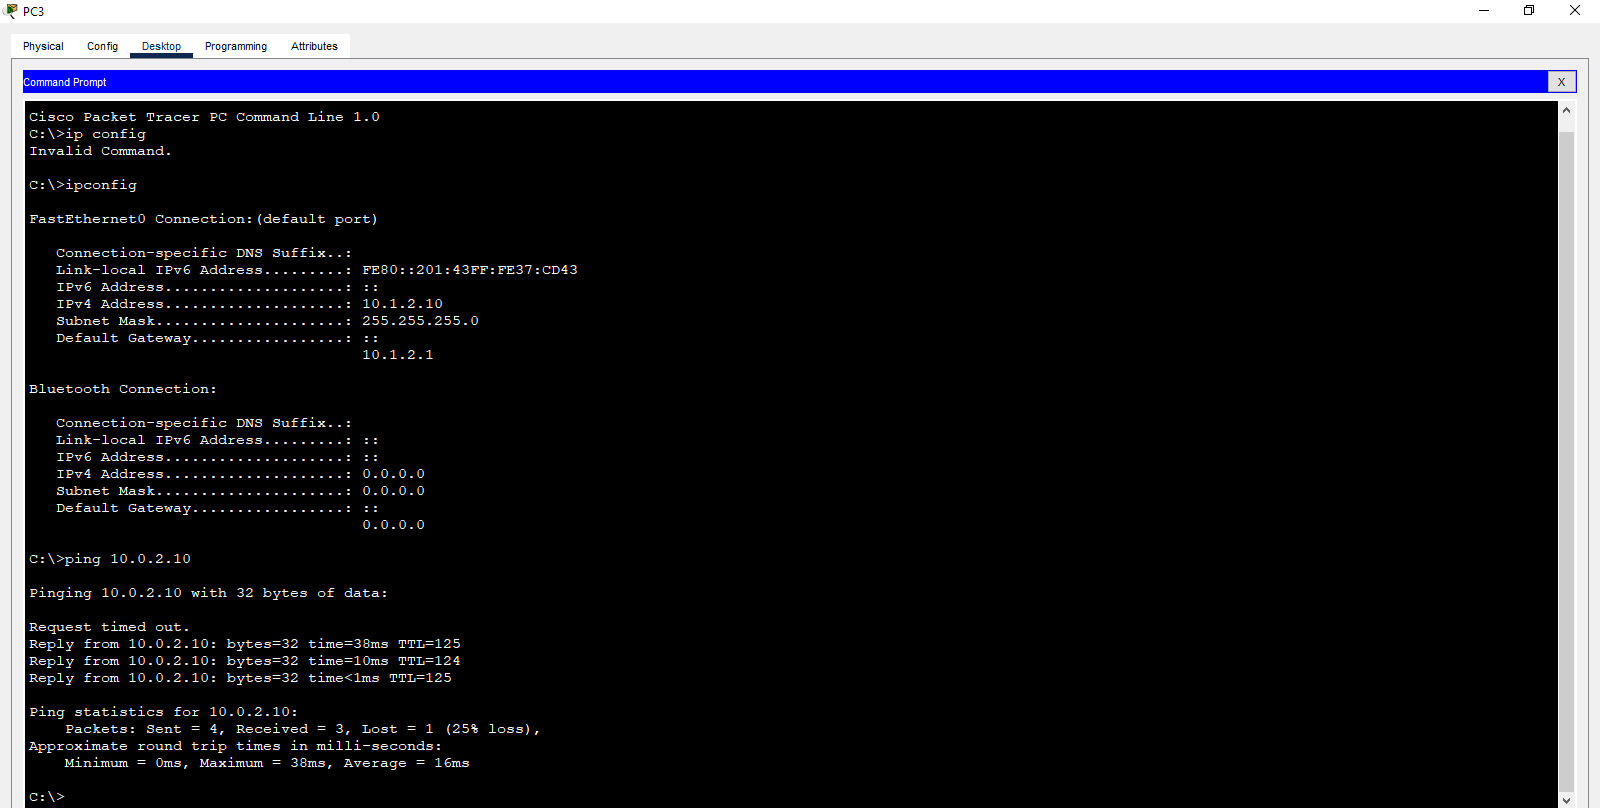 PC3
Physical Config Desktop Programming Attributes
Command Prompt
X
Cisco Packet Tracer PC Command Line 1.0
C:\>ip config
Invalid Command.
C:\>ipconfig
FastEthernet0 Connection:(default port)
Connection-specific DNS Suffix..:
Link-local IPv6 Address.........: FE80::201:43FF:FE37:CD43
IPv6 Address....................: ::
IPv4 Address....................: 10.1.2.10
Subnet Mask.....................: 255.255.255.0
Default Gateway.................: ::
10.1.2.1
Bluetooth Connection:
Connection-specific DNS Suffix..:
Link-local IPv6 Address.........: ::
IPv6 Address....................: ::
IPv4 Address....................: 0.0.0.0
Subnet Mask.....................: 0.0.0.0
Default Gateway.................: ::
0.0.0.0
C:\>ping 10.0.2.10
Pinging 10.0.2.10 with 32 bytes of data:
Request timed out.
Reply from 10.0.2.10: bytes=32 time=38ms TTL=125
Reply from 10.0.2.10: bytes=32 time=10ms TTL=124
Reply from 10.0.2.10: bytes=32 time<1ms TTL=125
Ping statistics for 10.0.2.10:
Packets: Sent = 4, Received = 3, Lost = 1 (25% loss),
Approximate round trip times in milli-seconds:
Minimum = 0ms, Maximum = 38ms, Average = 16ms
C:\>